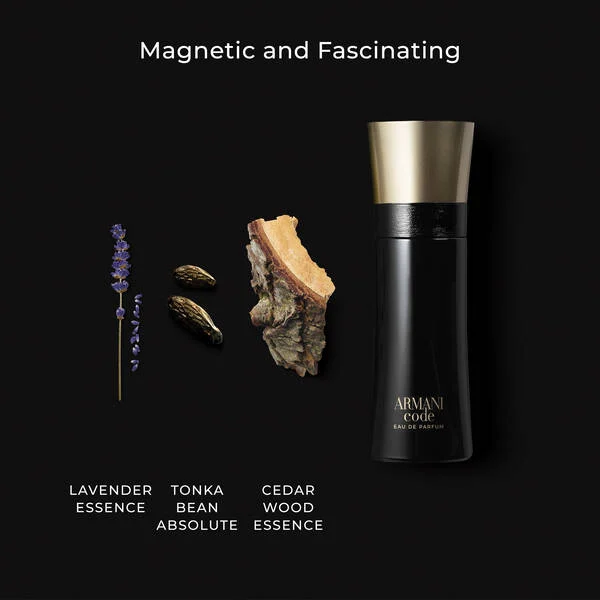 Magnetic and Fascinating
ARMANI
code
EAU DE PARFUM
LAVENDER
ESSENCE
TONKA
BEAN
ABSOLUTE
CEDAR
WOOD
ESSENCE